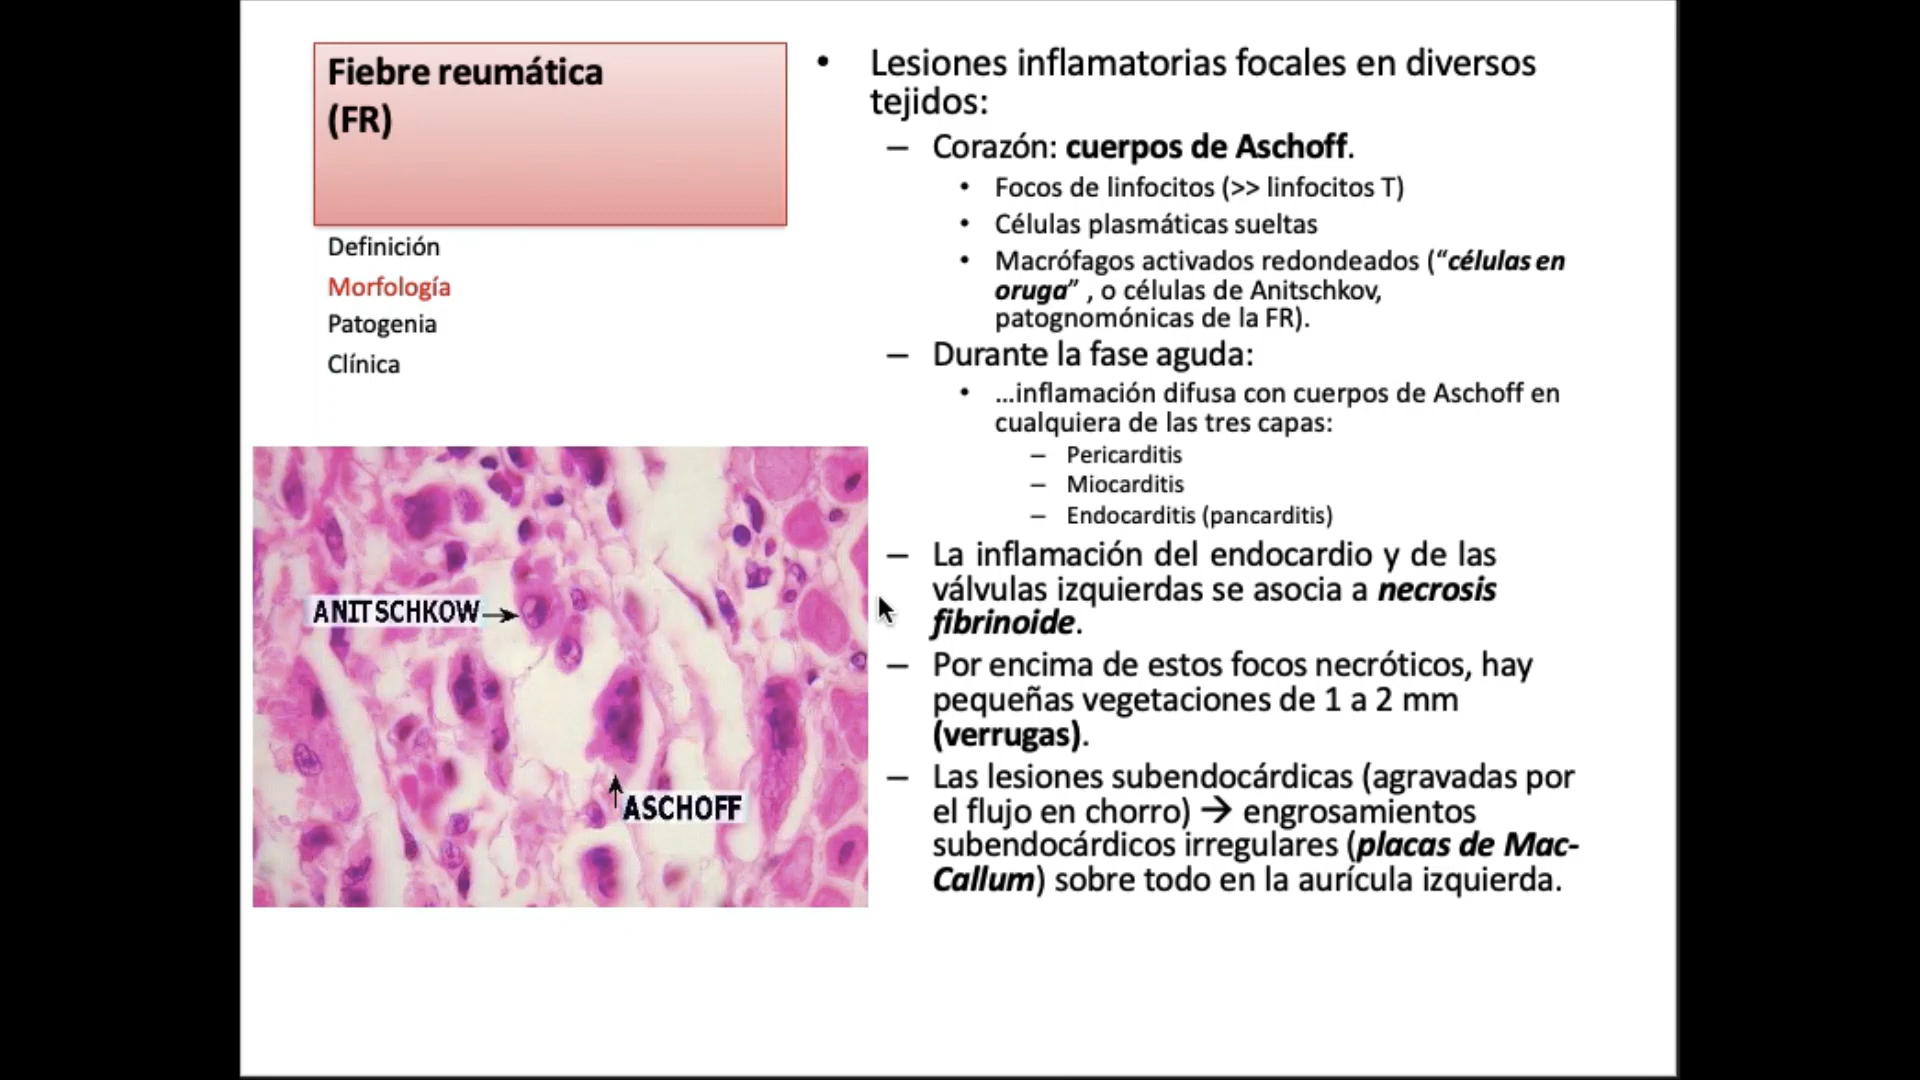 Fiebre reumática
(FR)
Definición
Morfología
Patogenia
Clínica
ANITSCHKOW
ASCHOFF
• Lesiones inflamatorias focales en diversos
tejidos:
– Corazón: cuerpos de Aschoff.
• Focos de linfocitos (>> linfocitos T)
• Células plasmáticas sueltas
• Macrófagos activados redondeados (“células en
oruga” , o células de Anitschkov,
patognomónicas de la FR).
– Durante la fase aguda:
• …inflamación difusa con cuerpos de Aschoff en
cualquiera de las tres capas:
– Pericarditis
– Miocarditis
– Endocarditis (pancarditis)
– La inflamación del endocardio y de las
válvulas izquierdas se asocia a necrosis
fibrinoide.
– Por encima de estos focos necróticos, hay
pequeñas vegetaciones de 1 a 2 mm
(verrugas).
– Las lesiones subendocárdicas (agravadas por
el flujo en chorro) → engrosamientos
subendocárdicos irregulares (placas de Mac-
Callum) sobre todo en la aurícula izquierda.